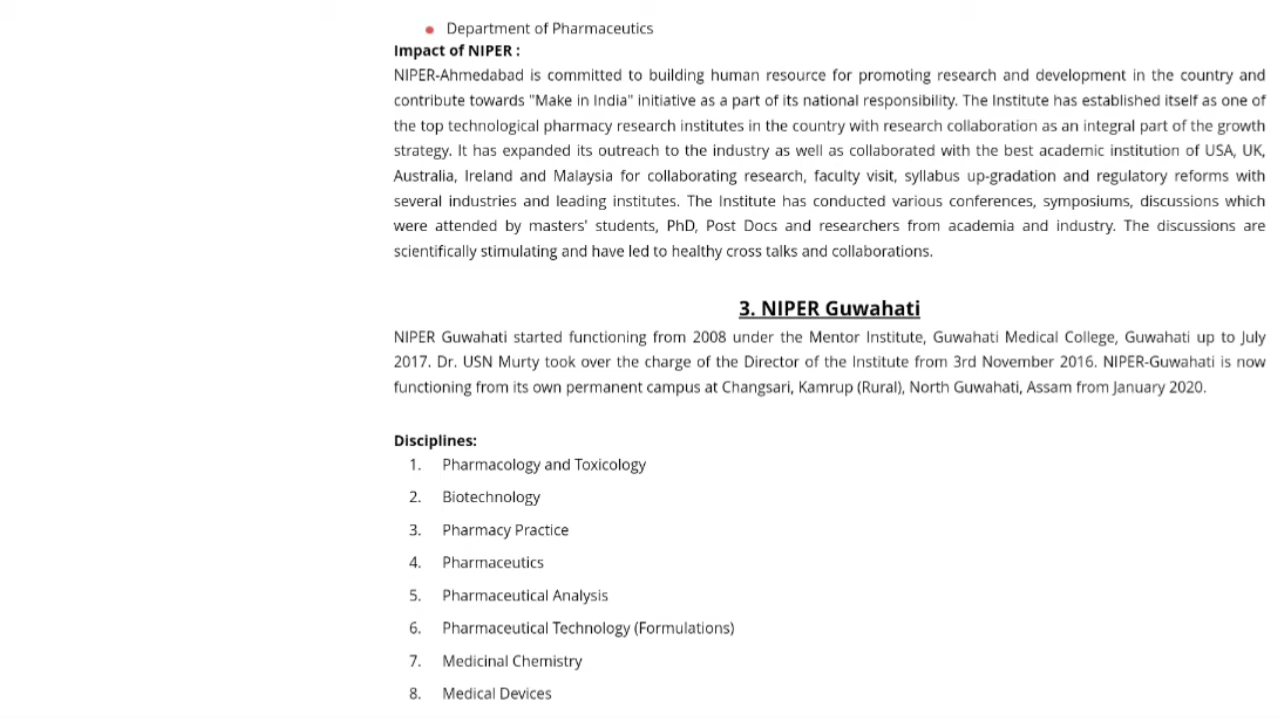 Department of Pharmaceutics
Impact of NIPER :
NIPER-Ahmedabad is committed to building human resource for promoting research and development in the country and
contribute towards "Make in India" initiative as a part of its national responsibility. The Institute has established itself as one of
the top technological pharmacy research institutes in the country with research collaboration as an integral part of the growth
strategy. It has expanded its outreach to the industry as well as collaborated with the best academic institution of USA, UK,
Australia, Ireland and Malaysia for collaborating research, faculty visit, syllabus up-gradation and regulatory reforms with
several industries and leading institutes. The Institute has conducted various conferences, symposiums, discussions which
were attended by masters' students, PhD, Post Docs and researchers from academia and industry. The discussions are
scientifically stimulating and have led to healthy cross talks and collaborations.
3. NIPER Guwahati
NIPER Guwahati started functioning from 2008 under the Mentor Institute, Guwahati Medical College, Guwahati up to July
2017. Dr. USN Murty took over the charge of the Director of the Institute from 3rd November 2016. NIPER-Guwahati is now
functioning from its own permanent campus at Changsari, Kamrup (Rural), North Guwahati, Assam from January 2020.
Disciplines:
1. Pharmacology and Toxicology
2. Biotechnology
3. Pharmacy Practice
4. Pharmaceutics
5. Pharmaceutical Analysis
6. Pharmaceutical Technology (Formulations)
7. Medicinal Chemistry
8. Medical Devices